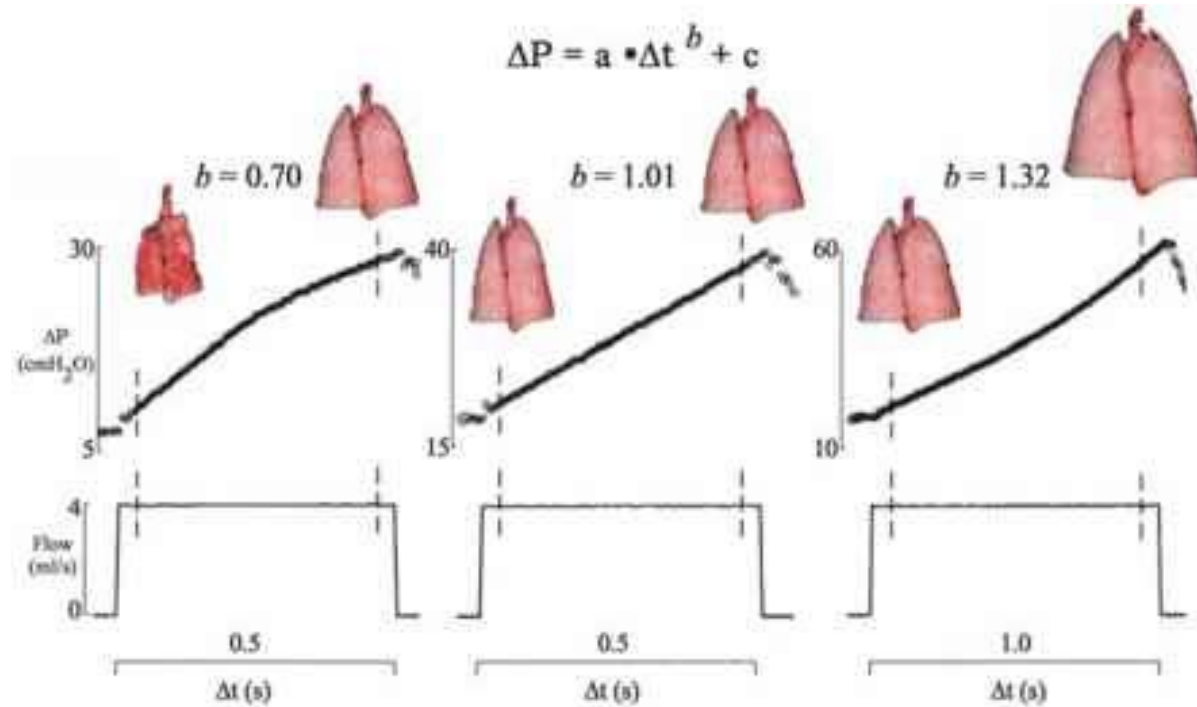 ΔP = a •Δt b + c
b = 0.70
b = 1.01
b = 1.32
30
40
60
ΔP
(cmH2O)
5
15
10
4
Flow
(ml/s)
0
0.5
0.5
1.0
Δt (s)
Δt (s)
Δt (s)